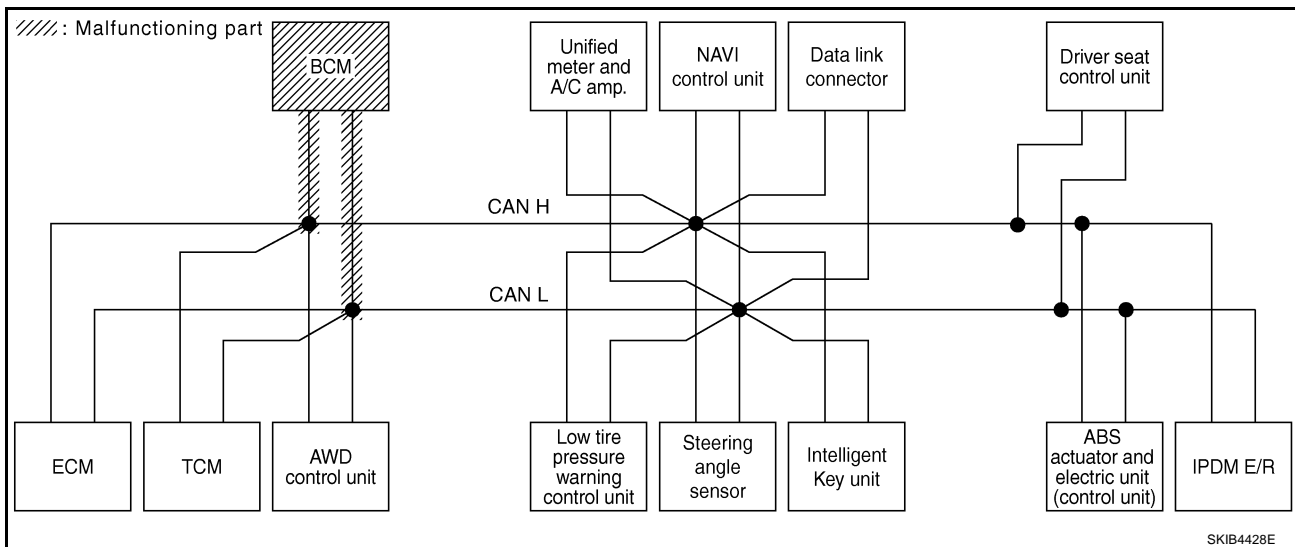 : Malfunctioning part
BCM
Unified
meter and
A/C amp.
NAVI
control unit
Data link
connector
Driver seat
control unit
CAN H
CAN L
ECM
TCM
AWD
control unit
Low tire
pressure
warning
control unit
Steering
angle
sensor
Intelligent
Key unit
ABS
actuator and
electric unit
(control unit)
IPDM E/R
SKIB4428E